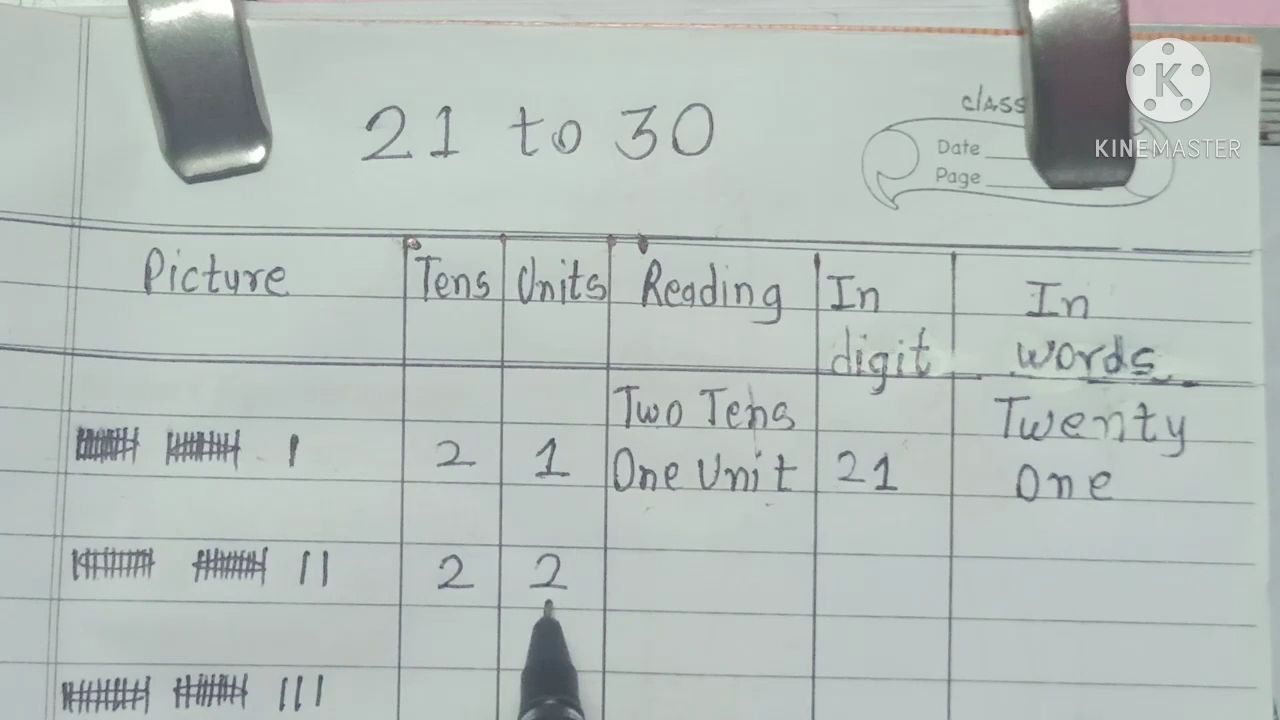 class
K
KINEMASTER
21 to 30
Date
Page
Picture Tens Units Reading In digit In words
Two Tens Twenty
2 1 One Unit 21 One
2 2